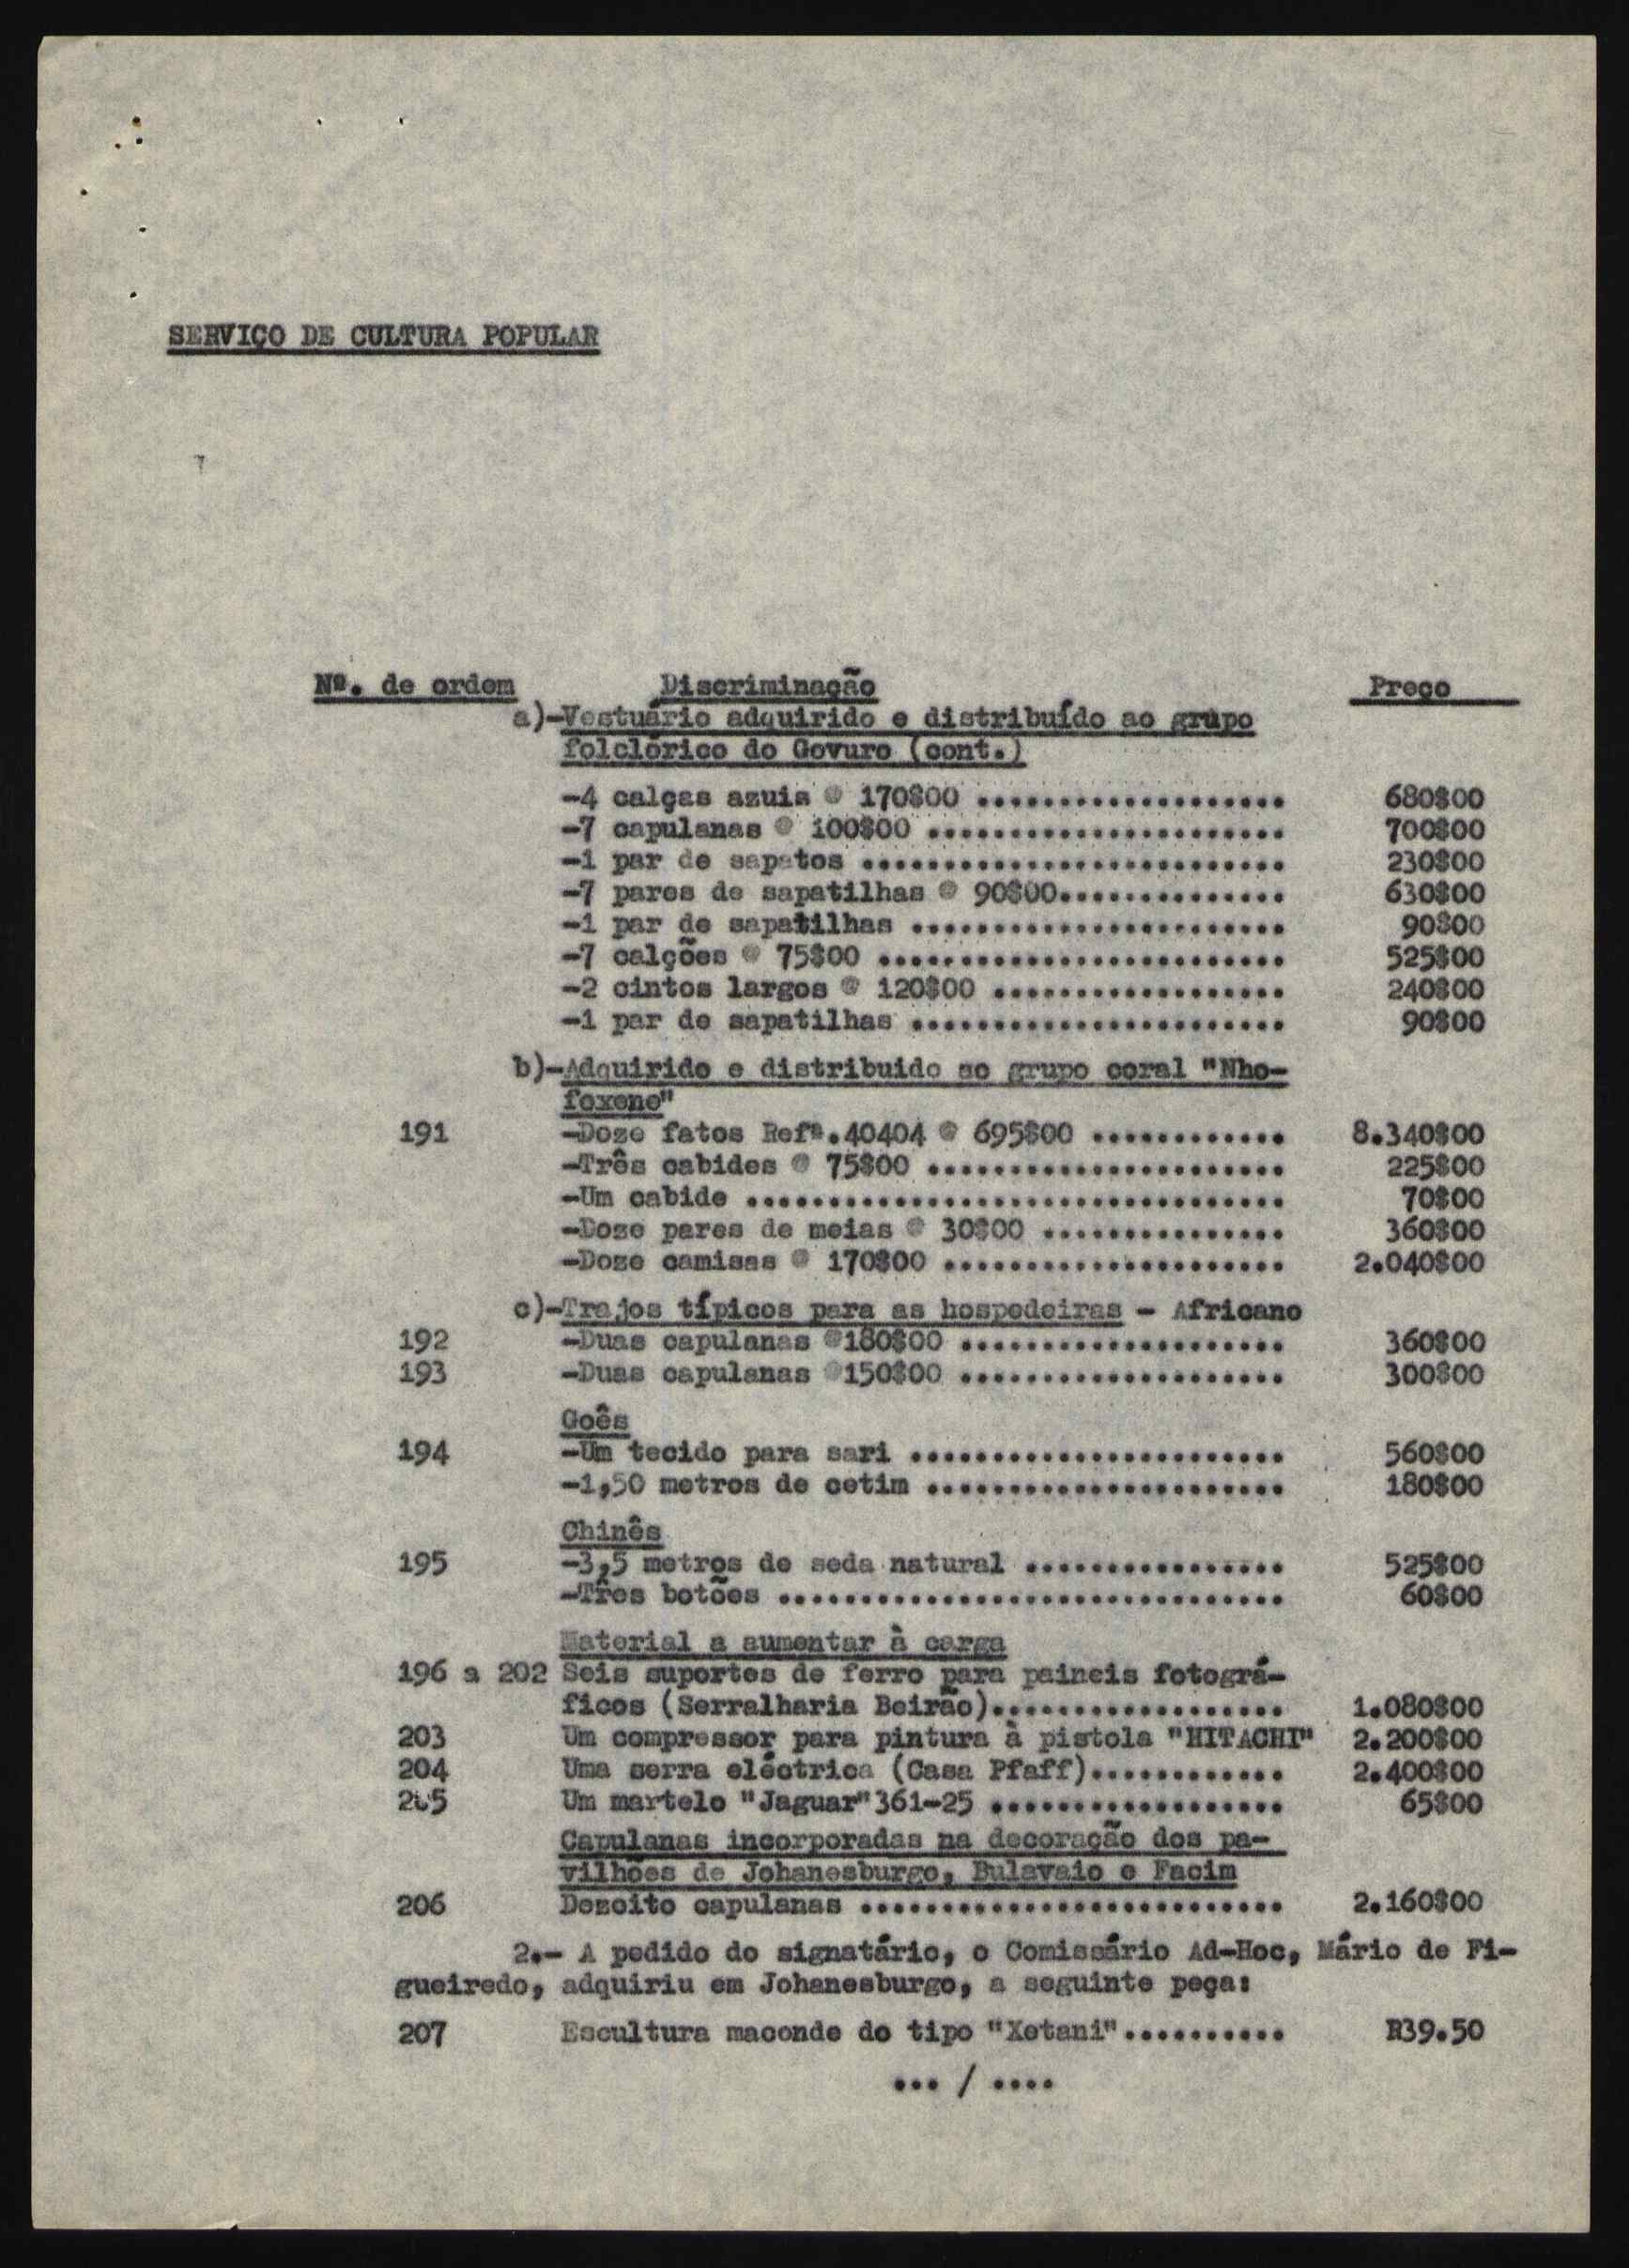 SERVIÇO DE CULTURA POPULAR
Nº. de ordem Discriminação Preço
a)-Vestuário adquirido e distribuído ao grupo
folclórico do Govuro (cont.)
-4 calças azuis @ 170$00 ................... 680$00
-7 capulanas @ 100$00 ...................... 700$00
-1 par de sapatos .......................... 230$00
-7 pares de sapatilhas @ 90$00.............. 630$00
-1 par de sapatilhas ....................... 90$00
-7 calções @ 75$00 ......................... 525$00
-2 cintos largos @ 120$00 .................. 240$00
-1 par de sapatilhas ....................... 90$00
b)-Adquirido e distribuido ao grupo coral "Nho-
foxene"
191 -Doze fatos Refª.40404 @ 695$00 ............ 8.340$00
-Três cabides @ 75$00 ...................... 225$00
-Um cabide ................................. 70$00
-Doze pares de meias @ 30$00 ............... 360$00
-Doze camisas @ 170$00 ..................... 2.040$00
c)-Trajos típicos para as hospedeiras - Africano
192 -Duas capulanas @180$00 .................... 360$00
193 -Duas capulanas @150$00 .................... 300$00
Goês
194 -Um tecido para sari ....................... 560$00
-1,50 metros de cetim ...................... 180$00
Chinês
195 -3,5 metros de seda natural ................ 525$00
-Três botões ............................... 60$00
Material a aumentar à carga
196 a 202 Seis suportes de ferro para paineis fotográ-
ficos (Serralharia Beirão).................. 1.080$00
203 Um compressor para pintura à pistola "HITACHI" 2.200$00
204 Uma serra eléctrica (Casa Pfaff)............ 2.400$00
205 Um martelo "Jaguar"361-25 .................. 65$00
Capulanas incorporadas na decoração dos pa-
vilhões de Johanesburgo, Bulavaio e Facim
206 Dezoito capulanas .......................... 2.160$00
2.- A pedido do signatário, o Comissário Ad-Hoc, Mário de Fi-
gueiredo, adquiriu em Johanesburgo, a seguinte peça:
207 Escultura maconde do tipo "Xetani".......... R39.50
... / ....